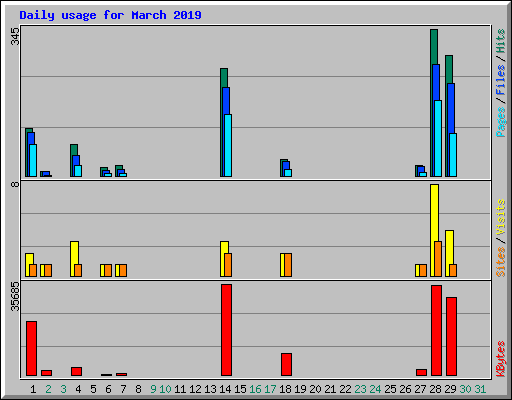 Daily usage for March 2019
345
Pages / Files / Hits
8
Sites / Visits
35685
KBytes
1 2 3 4 5 6 7 8 9 10 11 12 13 14 15 16 17 18 19 20 21 22 23 24 25 26 27 28 29 30 31